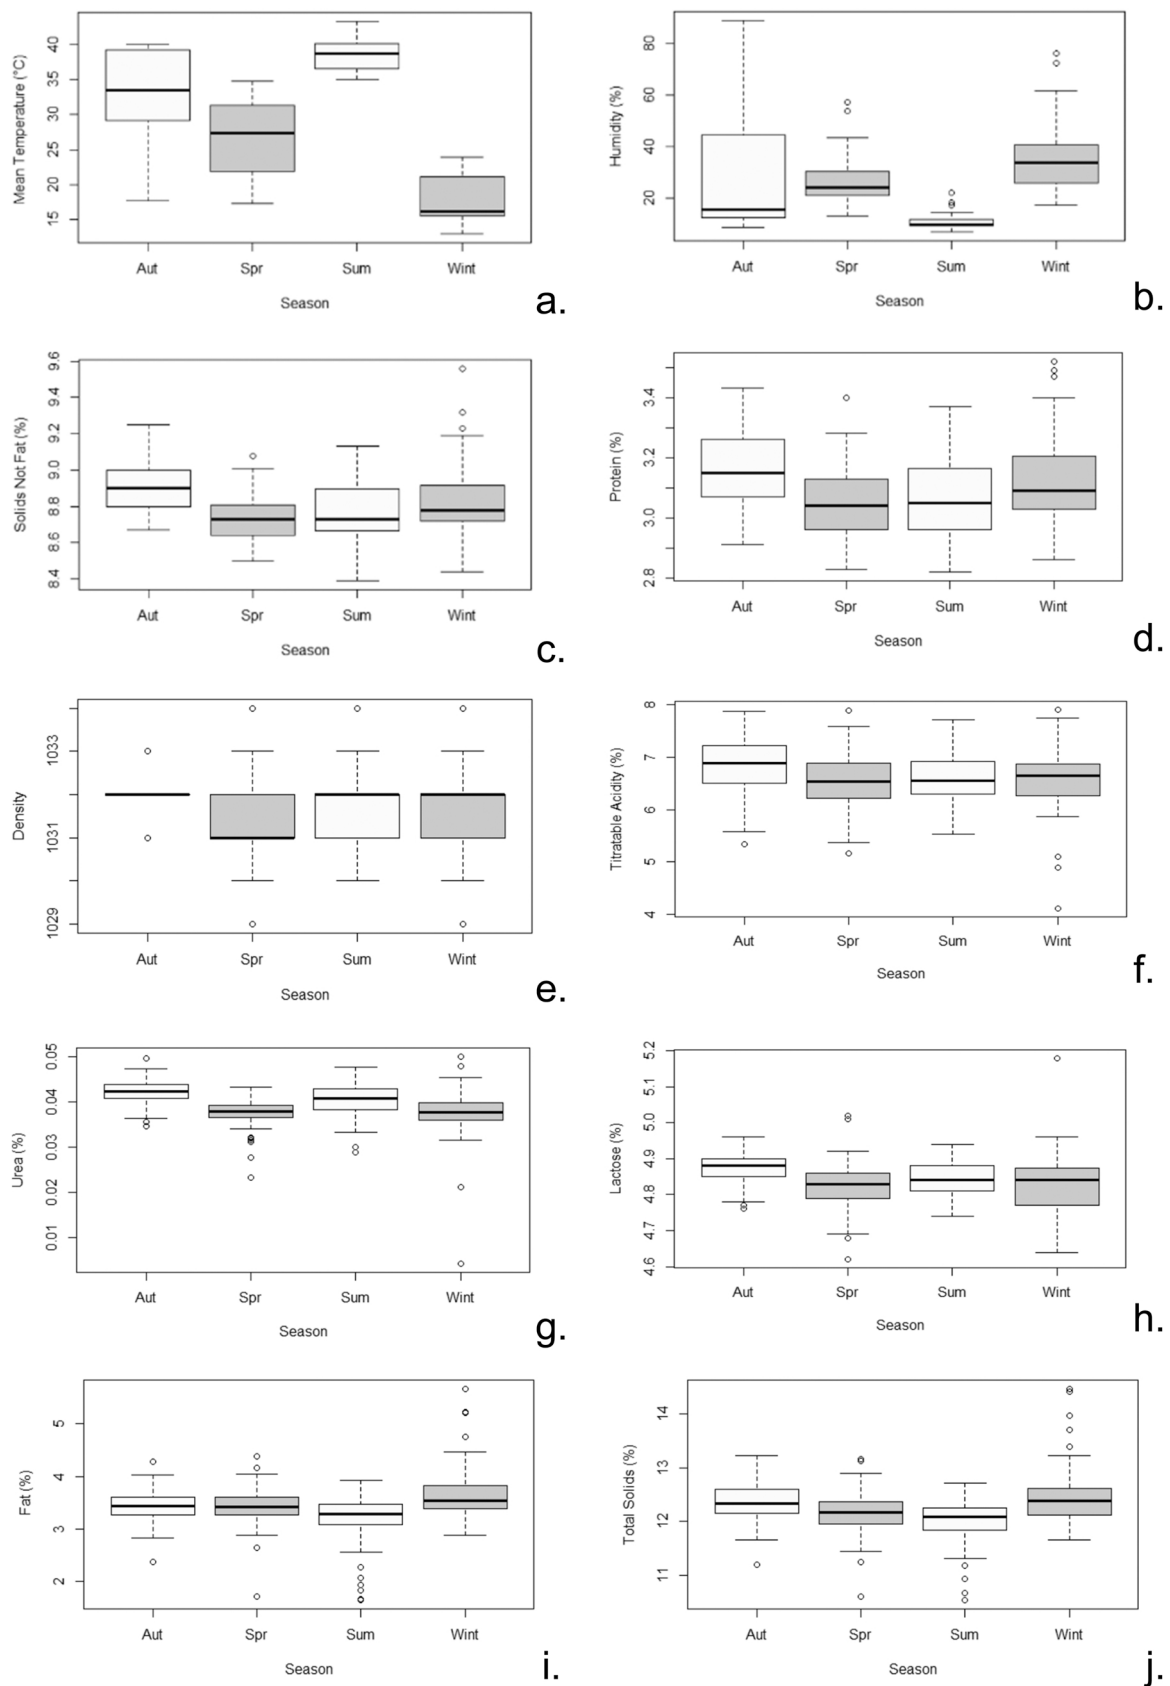 Mean Temperature (°C)
40
35
30
25
20
15
Aut Spr Sum Wint
Season
a.
Humidity (%)
80
60
40
20
Aut Spr Sum Wint
Season
b.
Solids Not Fat (%)
9.6
9.4
9.2
9.0
8.8
8.6
8.4
Aut Spr Sum Wint
Season
c.
Protein (%)
3.4
3.2
3.0
2.8
Aut Spr Sum Wint
Season
d.
Density
1033
1031
1029
Aut Spr Sum Wint
Season
e.
Titratable Acidity (%)
8
7
6
5
4
Aut Spr Sum Wint
Season
f.
Urea (%)
0.05
0.04
0.03
0.02
0.01
Aut Spr Sum Wint
Season
g.
Lactose (%)
5.2
5.1
5.0
4.9
4.8
4.7
4.6
Aut Spr Sum Wint
Season
h.
Fat (%)
5
4
3
2
Aut Spr Sum Wint
Season
i.
Total Solids (%)
14
13
12
11
Aut Spr Sum Wint
Season
j.